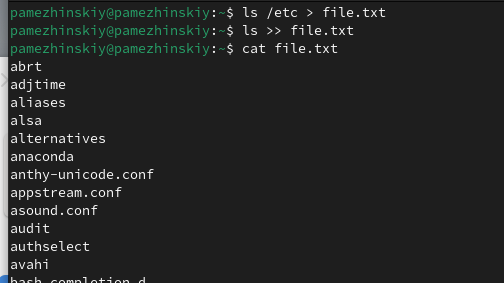 pamezhinskiy@pamezhinskiy:~$ ls /etc > file.txt
pamezhinskiy@pamezhinskiy:~$ ls >> file.txt
pamezhinskiy@pamezhinskiy:~$ cat file.txt
abrt
adjtime
aliases
alsa
alternatives
anaconda
anthy-unicode.conf
appstream.conf
asound.conf
audit
authselect
avahi
bash_completion.d